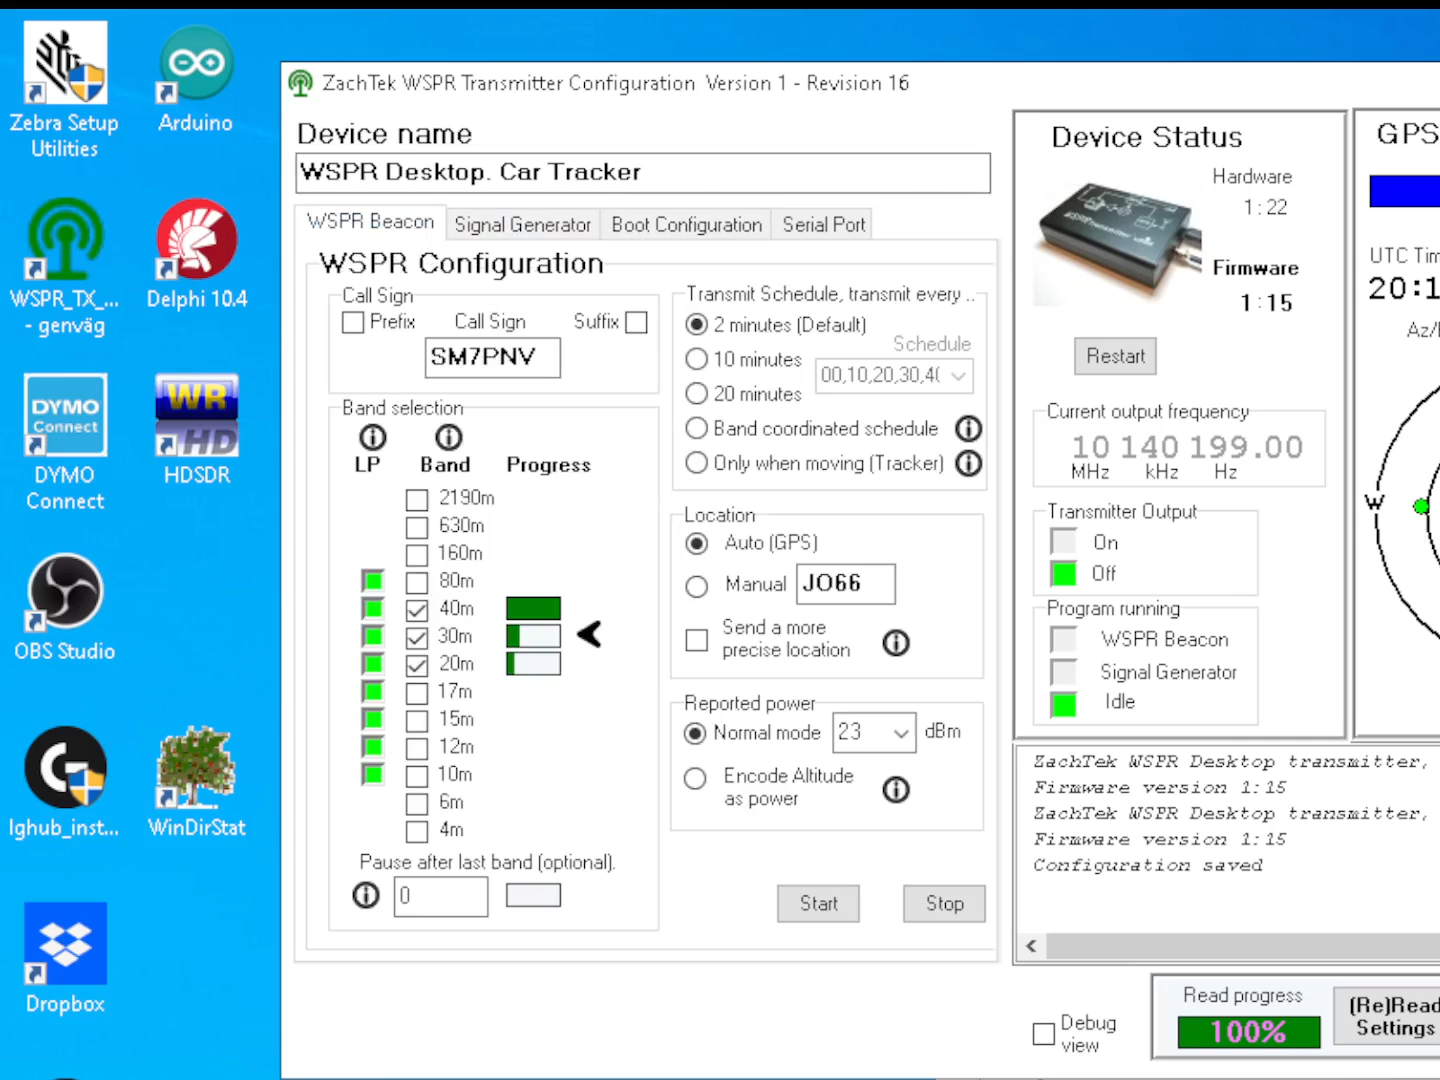 Zebra Setup
Utilities
Arduino
WSPR_TX_...
- genväg
Delphi 10.4
DYMO
Connect
DYMO
Connect
WR
HD
HDSDR
OBS Studio
lghub_inst...
WinDirStat
Dropbox
ZachTek WSPR Transmitter Configuration Version 1 - Revision 16
Device name
WSPR Desktop. Car Tracker
WSPR Beacon
Signal Generator
Boot Configuration
Serial Port
WSPR Configuration
Call Sign
Prefix
Call Sign
Suffix
SM7PNV
Band selection
LP
Band
Progress
2190m
630m
160m
80m
40m
30m
20m
17m
15m
12m
10m
6m
4m
Pause after last band (optional).
0
Transmit Schedule, transmit every ..
2 minutes (Default)
Schedule
10 minutes
00,10,20,30,4(
20 minutes
Band coordinated schedule
Only when moving (Tracker)
Location
Auto (GPS)
Manual
JO66
Send a more
precise location
Reported power
Normal mode
23
dBm
Encode Altitude
as power
Start
Stop
Device Status
Hardware
1:22
Firmware
1:15
Restart
Current output frequency
10 140 199.00
MHz kHz Hz
Transmitter Output
On
Off
Program running
WSPR Beacon
Signal Generator
Idle
GPS
UTC Tim
20:1
Az/
W
ZachTek WSPR Desktop transmitter,
Firmware version 1:15
ZachTek WSPR Desktop transmitter,
Firmware version 1:15
Configuration saved
Debug
view
Read progress
100%
(Re)Read
Settings